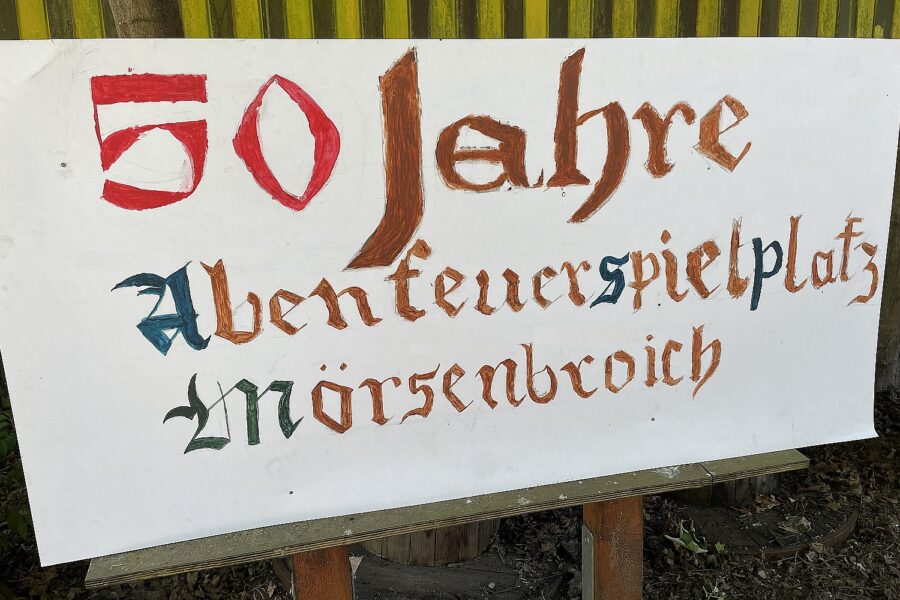 50 Jahre
Abenteuerspielplatz
Mörsenbroich